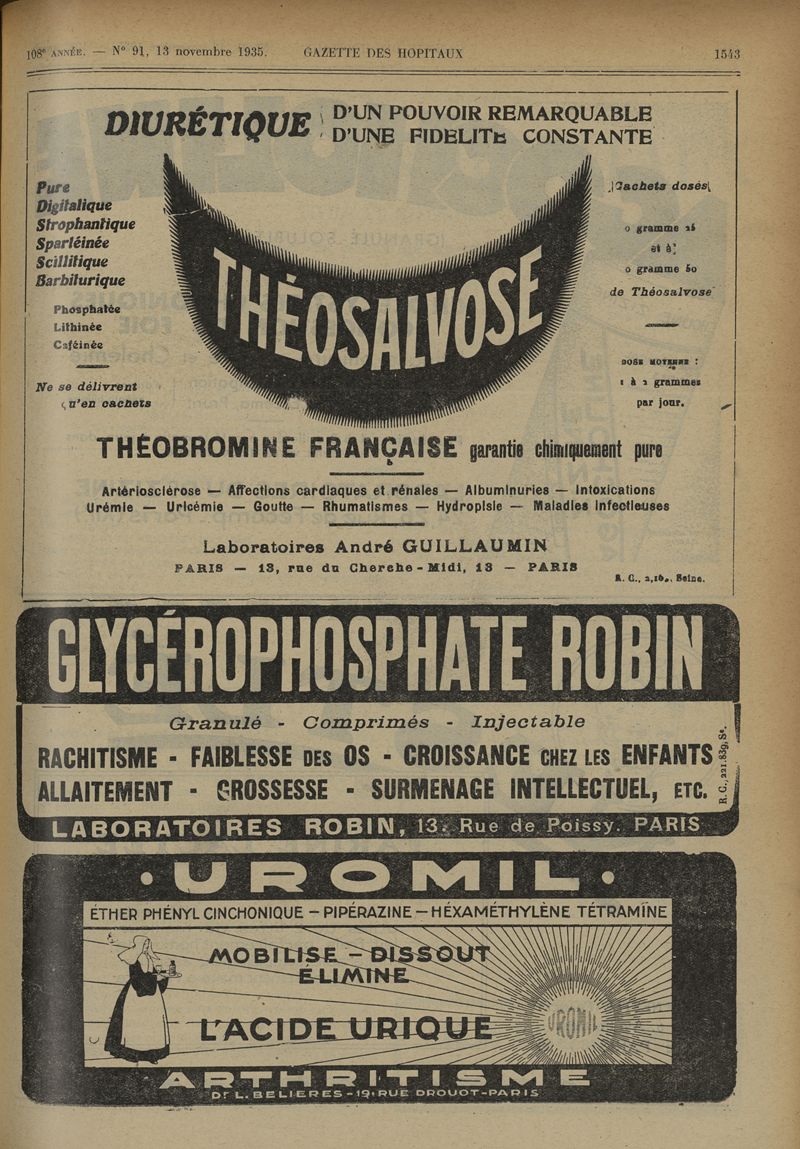 108e ANNÉE. — N° 91, 13 novembre 1935. GAZETTE DES HOPITAUX 1543
DIURÉTIQUE D'UN POUVOIR REMARQUABLE
D'UNE FIDELITE CONSTANTE
Pure
Digitalique
Strophantique
Spartéinée
Scillitique
Barbiturique
Phosphatée
Lithinée
Caféinée
Ne se délivrent
qu'en cachets
THÉOSALVOSE
Cachets dosés
0 gramme 25
et à
0 gramme 50
de Théosalvose
DOSE MOYENNE :
1 à 2 grammes
par jour.
THÉOBROMINE FRANÇAISE garantie chimiquement pure
Artériosclérose — Affections cardiaques et rénales — Albuminuries — Intoxications
Urémie — Uricémie — Goutte — Rhumatismes — Hydropisie — Maladies infectieuses
Laboratoires André GUILLAUMIN
PARIS — 13, rue du Cherche-Midi, 13 — PARIS
R. C., Seine.
GLYCÉROPHOSPHATE ROBIN
Granulé - Comprimés - Injectable
RACHITISME - FAIBLESSE DES OS - CROISSANCE CHEZ LES ENFANTS
ALLAITEMENT - GROSSESSE - SURMENAGE INTELLECTUEL, ETC.
R. C., 221.839, Se.
LABORATOIRES ROBIN, 13, Rue de Poissy. PARIS
• UROMIL •
ÉTHER PHÉNYL CINCHONIQUE — PIPÉRAZINE — HÉXAMÉTHYLÈNE TÉTRAMINE
MOBILISE — DISSOUT
ÉLIMINE
L'ACIDE URIQUE
UROMIL
ARTHRITISME
Dr L. BELIERES - 19, RUE DROUOT - PARIS